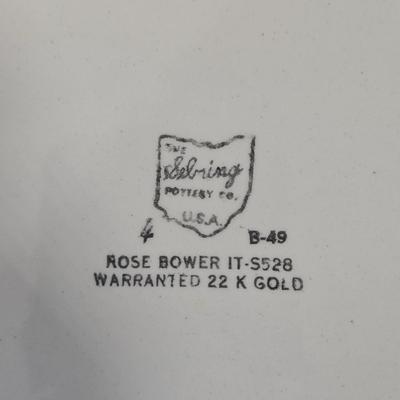 THE
Sebring
POTTERY CO.
U.S.A.
4 B-49
ROSE BOWER IT-S528
WARRANTED 22 K GOLD